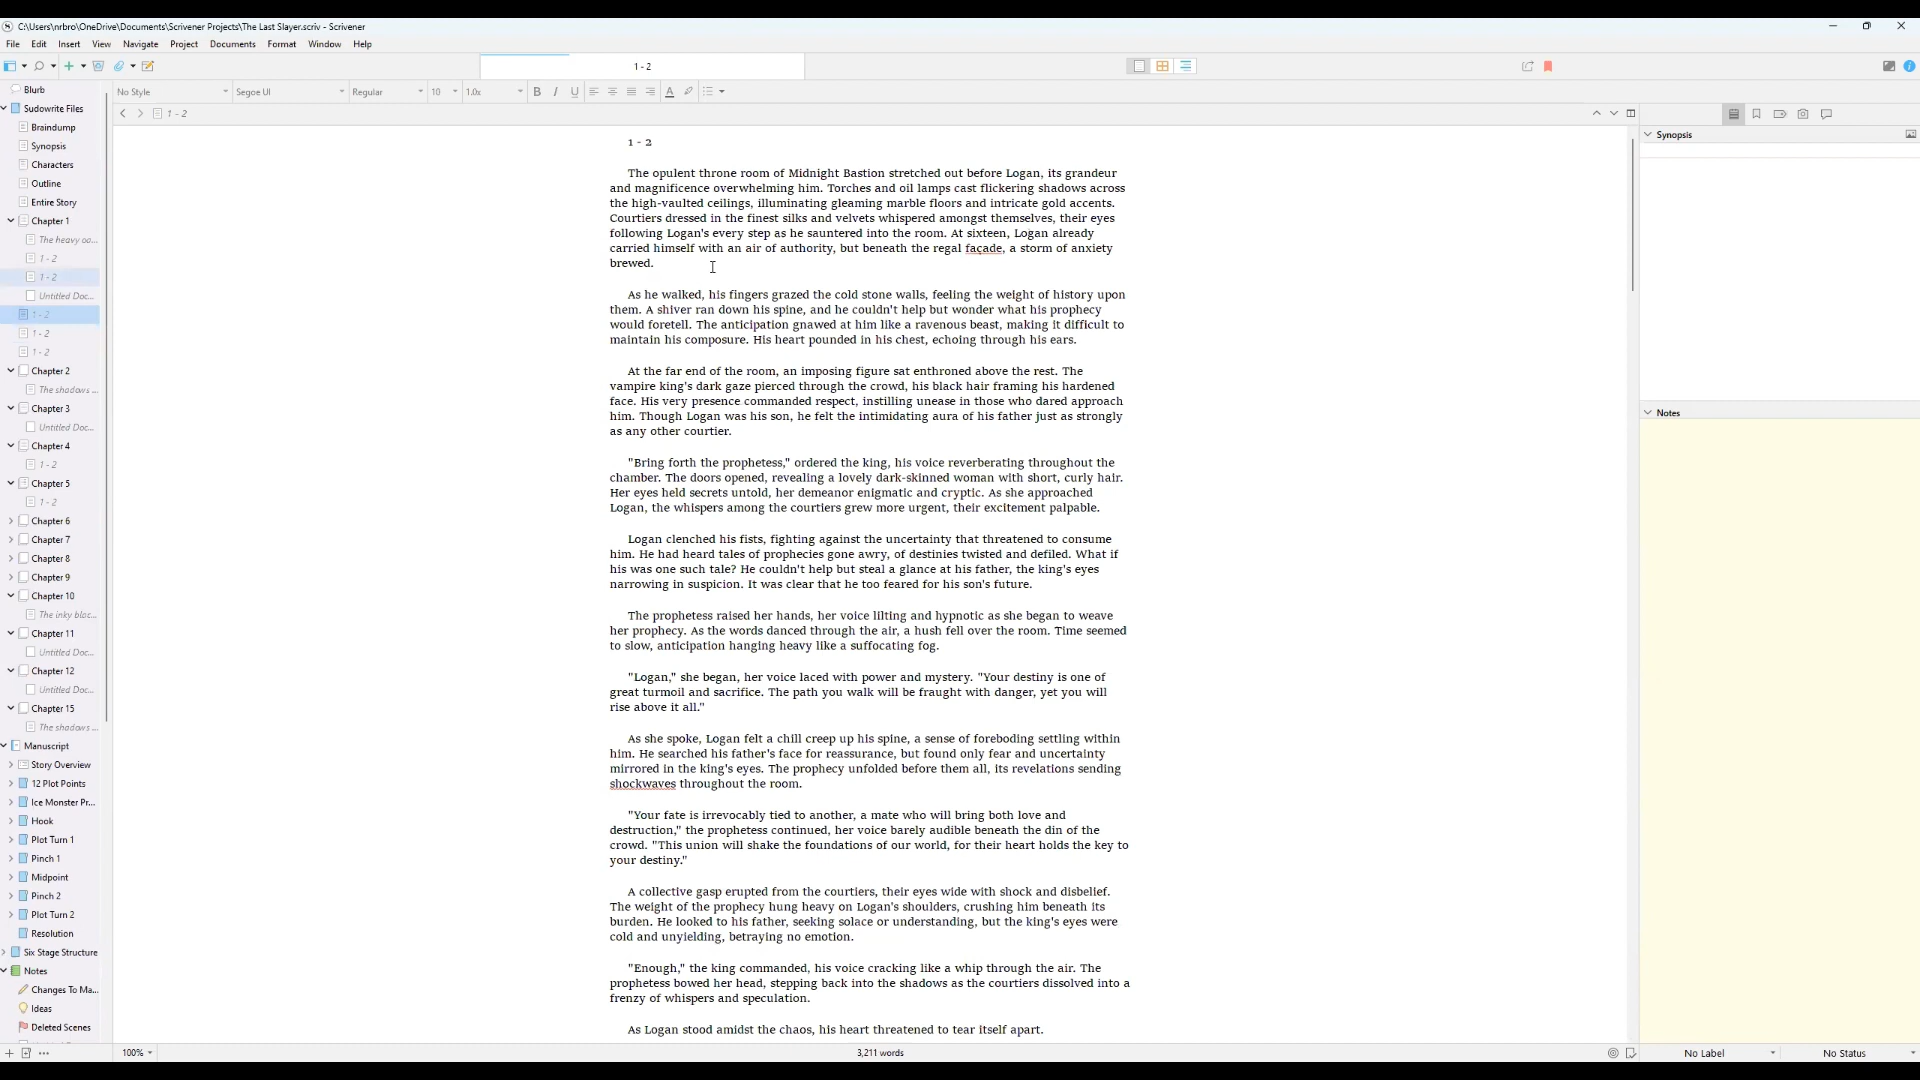 C:\Users\nrbro\OneDrive\Documents\Scrivener Projects\The Last Slayer.scriv - Scrivener
File Edit Insert View Navigate Project Documents Format Window Help
1 - 2
No Style Segoe UI Regular 10 1.0x B I U A
1 - 2
Blurb
Sudowrite Files
Braindump
Synopsis
Characters
Outline
Entire Story
Chapter 1
The heavy oa...
1 - 2
1 - 2
Untitled Doc...
1 - 2
1 - 2
1 - 2
Chapter 2
The shadows ...
Chapter 3
Untitled Doc...
Chapter 4
1 - 2
Chapter 5
1 - 2
Chapter 6
Chapter 7
Chapter 8
Chapter 9
Chapter 10
The inky blac...
Chapter 11
Untitled Doc...
Chapter 12
Untitled Doc...
Chapter 15
The shadows ...
Manuscript
Story Overview
12 Plot Points
Ice Monster Pr...
Hook
Plot Turn 1
Pinch 1
Midpoint
Pinch 2
Plot Turn 2
Resolution
Six Stage Structure
Notes
Changes To Ma...
Ideas
Deleted Scenes
1 - 2
The opulent throne room of Midnight Bastion stretched out before Logan, its grandeur
and magnificence overwhelming him. Torches and oil lamps cast flickering shadows across
the high-vaulted ceilings, illuminating gleaming marble floors and intricate gold accents.
Courtiers dressed in the finest silks and velvets whispered amongst themselves, their eyes
following Logan's every step as he sauntered into the room. At sixteen, Logan already
carried himself with an air of authority, but beneath the regal façade, a storm of anxiety
brewed.
As he walked, his fingers grazed the cold stone walls, feeling the weight of history upon
them. A shiver ran down his spine, and he couldn't help but wonder what his prophecy
would foretell. The anticipation gnawed at him like a ravenous beast, making it difficult to
maintain his composure. His heart pounded in his chest, echoing through his ears.
At the far end of the room, an imposing figure sat enthroned above the rest. The
vampire king's dark gaze pierced through the crowd, his black hair framing his hardened
face. His very presence commanded respect, instilling unease in those who dared approach
him. Though Logan was his son, he felt the intimidating aura of his father just as strongly
as any other courtier.
"Bring forth the prophetess," ordered the king, his voice reverberating throughout the
chamber. The doors opened, revealing a lovely dark-skinned woman with short, curly hair.
Her eyes held secrets untold, her demeanor enigmatic and cryptic. As she approached
Logan, the whispers among the courtiers grew more urgent, their excitement palpable.
Logan clenched his fists, fighting against the uncertainty that threatened to consume
him. He had heard tales of prophecies gone awry, of destinies twisted and defiled. What if
his was one such tale? He couldn't help but steal a glance at his father, the king's eyes
narrowing in suspicion. It was clear that he too feared for his son's future.
The prophetess raised her hands, her voice lilting and hypnotic as she began to weave
her prophecy. As the words danced through the air, a hush fell over the room. Time seemed
to slow, anticipation hanging heavy like a suffocating fog.
"Logan," she began, her voice laced with power and mystery. "Your destiny is one of
great turmoil and sacrifice. The path you walk will be fraught with danger, yet you will
rise above it all."
As she spoke, Logan felt a chill creep up his spine, a sense of foreboding settling within
him. He searched his father's face for reassurance, but found only fear and uncertainty
mirrored in the king's eyes. The prophecy unfolded before them all, its revelations sending
shockwaves throughout the room.
"Your fate is irrevocably tied to another, a mate who will bring both love and
destruction," the prophetess continued, her voice barely audible beneath the din of the
crowd. "This union will shake the foundations of our world, for their heart holds the key to
your destiny."
A collective gasp erupted from the courtiers, their eyes wide with shock and disbelief.
The weight of the prophecy hung heavy on Logan's shoulders, crushing him beneath its
burden. He looked to his father, seeking solace or understanding, but the king's eyes were
cold and unyielding, betraying no emotion.
"Enough," the king commanded, his voice cracking like a whip through the air. The
prophetess bowed her head, stepping back into the shadows as the courtiers dissolved into a
frenzy of whispers and speculation.
As Logan stood amidst the chaos, his heart threatened to tear itself apart.
Synopsis
Notes
100%
3,211 words
No Label
No Status